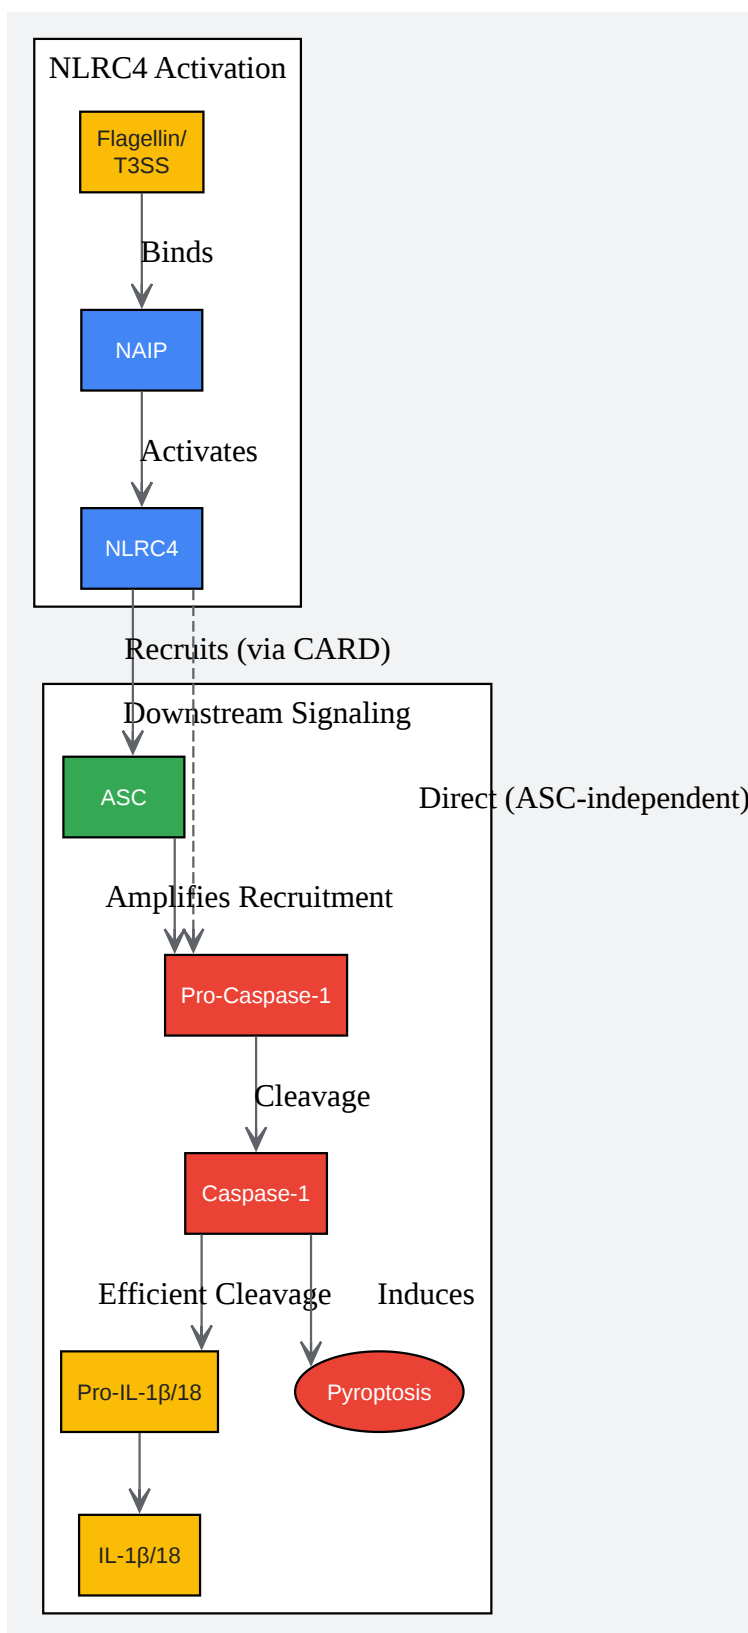 NLRC4 Activation
Flagellin/
T3SS
Binds
NAIP
Activates
NLRC4
Recruits (via CARD)
Downstream Signaling
ASC
Direct (ASC-independent)
Amplifies Recruitment
Pro-Caspase-1
Cleavage
Caspase-1
Efficient Cleavage
Induces
Pro-IL-1β/18
Pyroptosis
IL-1β/18